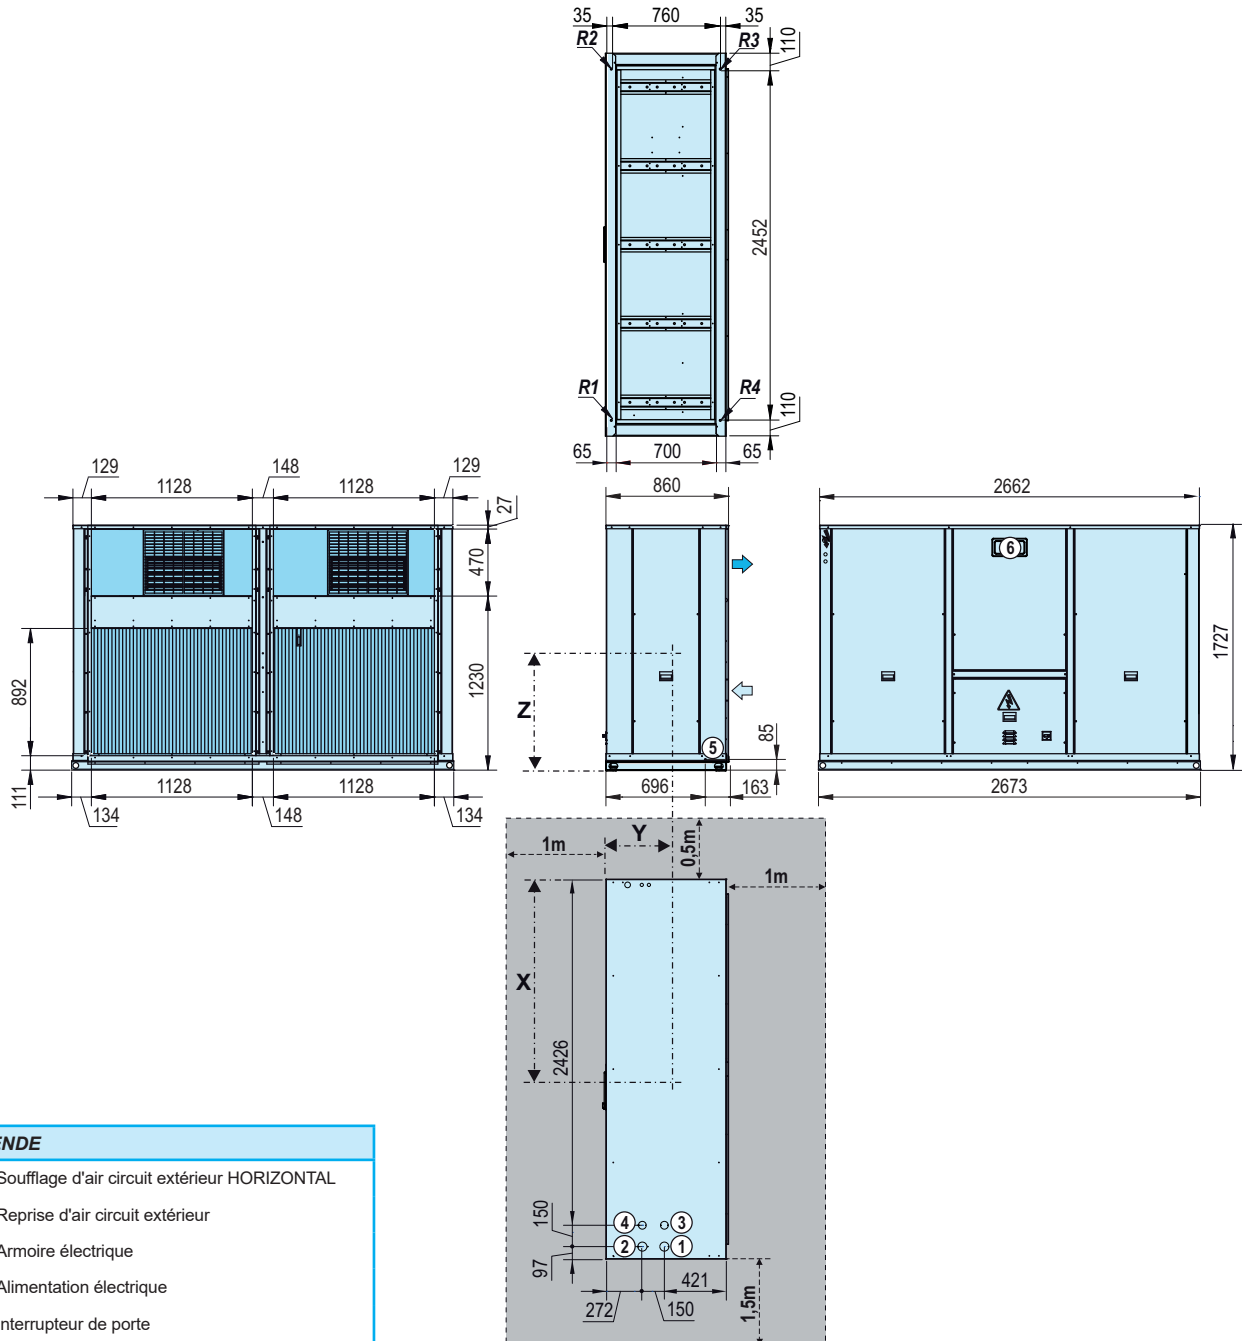 35 760 35
R2 R3 110
2452
R1 R4
110
65 700 65
129 148 129
1128 1128
27
470
892
1230
111
1128 1128
134 148 134
860
Z
5
85
696 163
2662
6
1727
2673
1m Y 0,5m
1m
X
2426
150
4 3
2 1
97
421
272 150
1,5m
ENDE
Soufflage d'air circuit extérieur HORIZONTAL
Reprise d'air circuit extérieur
Armoire électrique
Alimentation électrique
Interrupteur de porte